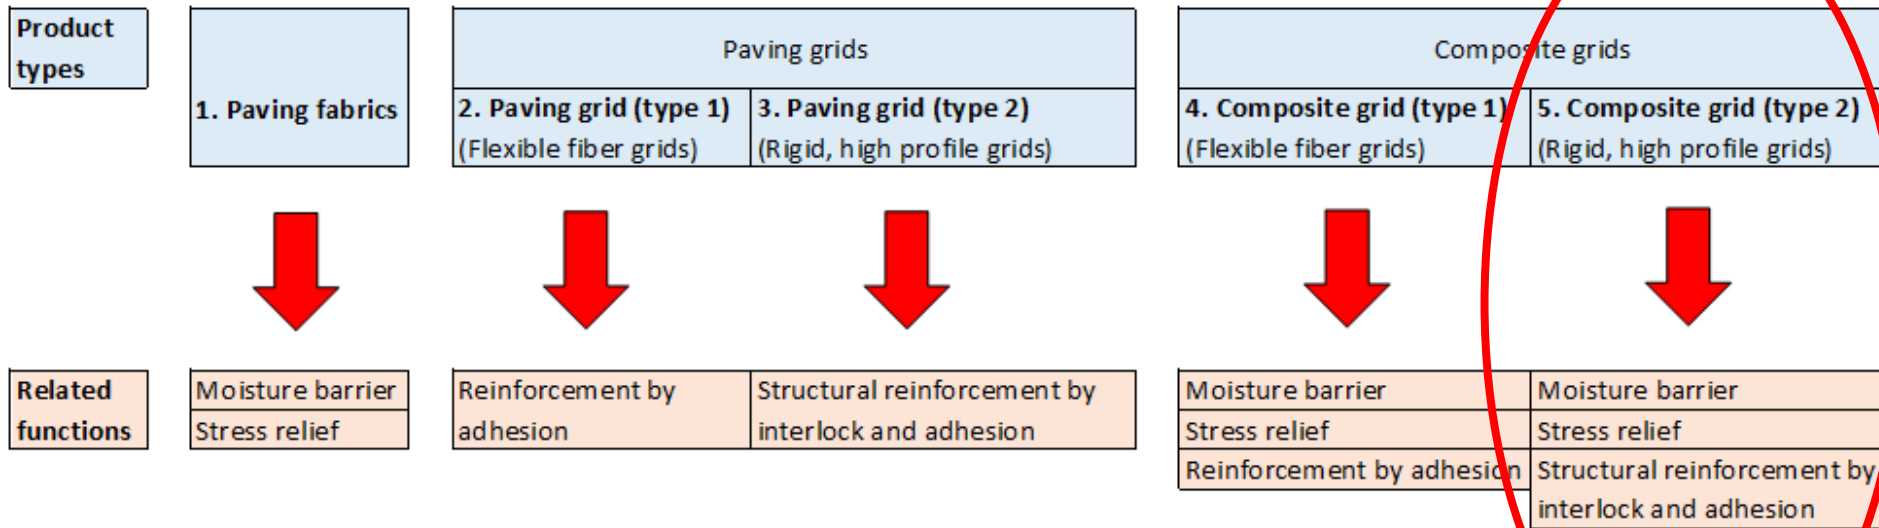 Product
types
1. Paving fabrics
Paving grids
2. Paving grid (type 1)
(Flexible fiber grids)
3. Paving grid (type 2)
(Rigid, high profile grids)
Composite grids
4. Composite grid (type 1)
(Flexible fiber grids)
5. Composite grid (type 2)
(Rigid, high profile grids)
Related
functions
Moisture barrier
Stress relief
Reinforcement by
adhesion
Structural reinforcement by
interlock and adhesion
Moisture barrier
Stress relief
Reinforcement by adhesion
Moisture barrier
Stress relief
Structural reinforcement by
interlock and adhesion